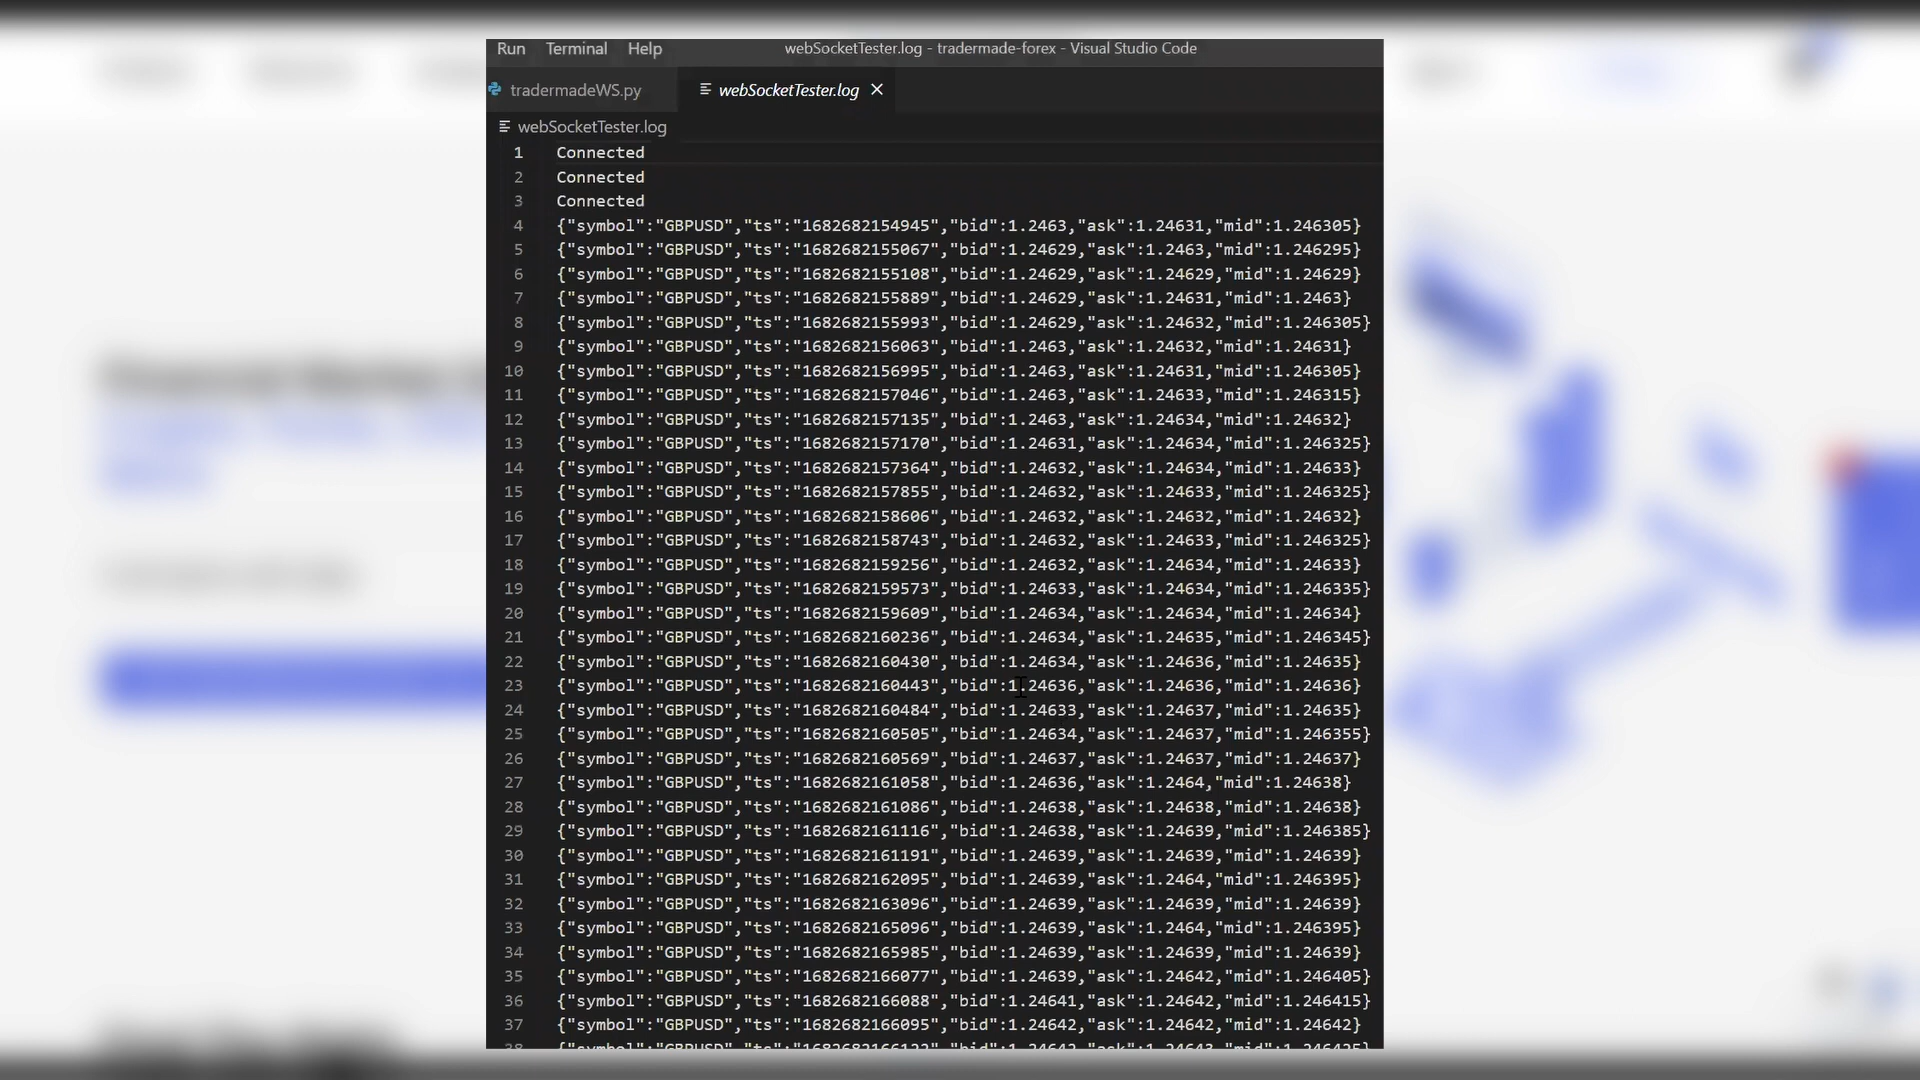 Run Terminal Help webSocketTester.log - tradermade-forex - Visual Studio Code
tradermadeWS.py webSocketTester.log ×
webSocketTester.log
1 Connected
2 Connected
3 Connected
4 {"symbol":"GBPUSD","ts":"1682682154945","bid":1.2463,"ask":1.24631,"mid":1.246305}
5 {"symbol":"GBPUSD","ts":"1682682155067","bid":1.24629,"ask":1.2463,"mid":1.246295}
6 {"symbol":"GBPUSD","ts":"1682682155108","bid":1.24629,"ask":1.24629,"mid":1.24629}
7 {"symbol":"GBPUSD","ts":"1682682155889","bid":1.24629,"ask":1.24631,"mid":1.2463}
8 {"symbol":"GBPUSD","ts":"1682682155993","bid":1.24629,"ask":1.24632,"mid":1.246305}
9 {"symbol":"GBPUSD","ts":"1682682156063","bid":1.2463,"ask":1.24632,"mid":1.24631}
10 {"symbol":"GBPUSD","ts":"1682682156995","bid":1.2463,"ask":1.24631,"mid":1.246305}
11 {"symbol":"GBPUSD","ts":"1682682157046","bid":1.2463,"ask":1.24633,"mid":1.246315}
12 {"symbol":"GBPUSD","ts":"1682682157135","bid":1.2463,"ask":1.24634,"mid":1.24632}
13 {"symbol":"GBPUSD","ts":"1682682157170","bid":1.24631,"ask":1.24634,"mid":1.246325}
14 {"symbol":"GBPUSD","ts":"1682682157364","bid":1.24632,"ask":1.24634,"mid":1.24633}
15 {"symbol":"GBPUSD","ts":"1682682157855","bid":1.24632,"ask":1.24633,"mid":1.246325}
16 {"symbol":"GBPUSD","ts":"1682682158606","bid":1.24632,"ask":1.24632,"mid":1.24632}
17 {"symbol":"GBPUSD","ts":"1682682158743","bid":1.24632,"ask":1.24633,"mid":1.246325}
18 {"symbol":"GBPUSD","ts":"1682682159256","bid":1.24632,"ask":1.24634,"mid":1.24633}
19 {"symbol":"GBPUSD","ts":"1682682159573","bid":1.24633,"ask":1.24634,"mid":1.246335}
20 {"symbol":"GBPUSD","ts":"1682682159609","bid":1.24634,"ask":1.24634,"mid":1.24634}
21 {"symbol":"GBPUSD","ts":"1682682160236","bid":1.24634,"ask":1.24635,"mid":1.246345}
22 {"symbol":"GBPUSD","ts":"1682682160430","bid":1.24634,"ask":1.24636,"mid":1.24635}
23 {"symbol":"GBPUSD","ts":"1682682160443","bid":1.24636,"ask":1.24636,"mid":1.24636}
24 {"symbol":"GBPUSD","ts":"1682682160484","bid":1.24633,"ask":1.24637,"mid":1.24635}
25 {"symbol":"GBPUSD","ts":"1682682160505","bid":1.24634,"ask":1.24637,"mid":1.246355}
26 {"symbol":"GBPUSD","ts":"1682682160569","bid":1.24637,"ask":1.24637,"mid":1.24637}
27 {"symbol":"GBPUSD","ts":"1682682161058","bid":1.24636,"ask":1.2464,"mid":1.24638}
28 {"symbol":"GBPUSD","ts":"1682682161086","bid":1.24638,"ask":1.24638,"mid":1.24638}
29 {"symbol":"GBPUSD","ts":"1682682161116","bid":1.24638,"ask":1.24639,"mid":1.246385}
30 {"symbol":"GBPUSD","ts":"1682682161191","bid":1.24639,"ask":1.24639,"mid":1.24639}
31 {"symbol":"GBPUSD","ts":"1682682162095","bid":1.24639,"ask":1.2464,"mid":1.246395}
32 {"symbol":"GBPUSD","ts":"1682682163096","bid":1.24639,"ask":1.24639,"mid":1.24639}
33 {"symbol":"GBPUSD","ts":"1682682165096","bid":1.24639,"ask":1.2464,"mid":1.246395}
34 {"symbol":"GBPUSD","ts":"1682682165985","bid":1.24639,"ask":1.24639,"mid":1.24639}
35 {"symbol":"GBPUSD","ts":"1682682166077","bid":1.24639,"ask":1.24642,"mid":1.246405}
36 {"symbol":"GBPUSD","ts":"1682682166088","bid":1.24641,"ask":1.24642,"mid":1.246415}
37 {"symbol":"GBPUSD","ts":"1682682166095","bid":1.24642,"ask":1.24642,"mid":1.24642}